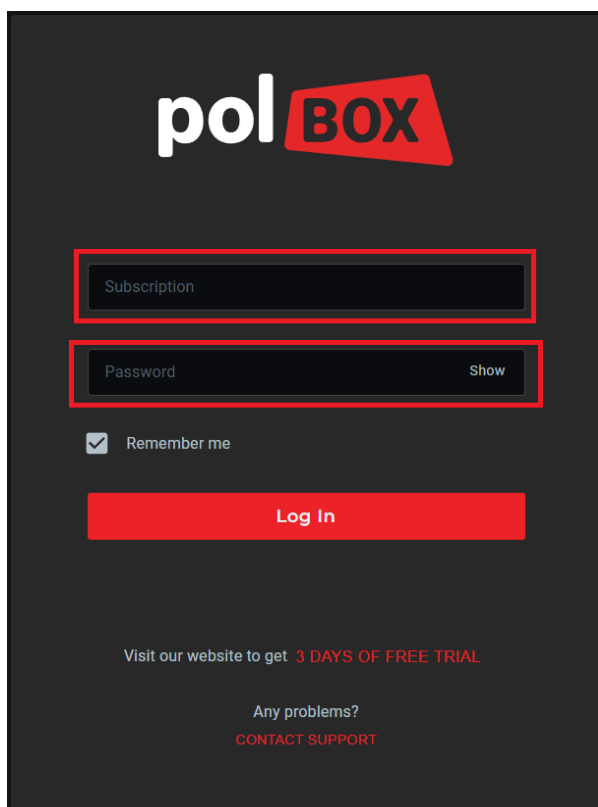 pol BOX
Subscription
Password Show
Remember me
Log In
Visit our website to get 3 DAYS OF FREE TRIAL
Any problems?
CONTACT SUPPORT